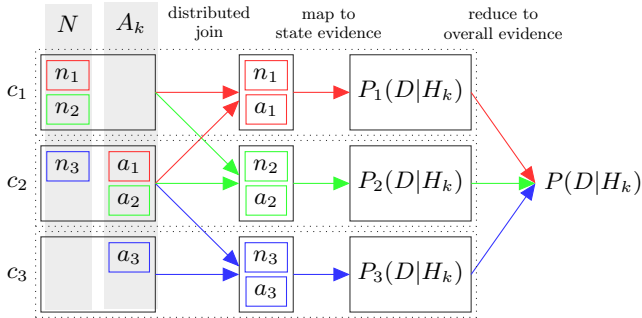 N A_k distributed join map to state evidence reduce to overall evidence
c_1 n_1 n_2 n_1 a_1 P_1(D|H_k)
c_2 n_3 a_1 a_2 n_2 a_2 P_2(D|H_k) P(D|H_k)
c_3 a_3 n_3 a_3 P_3(D|H_k)